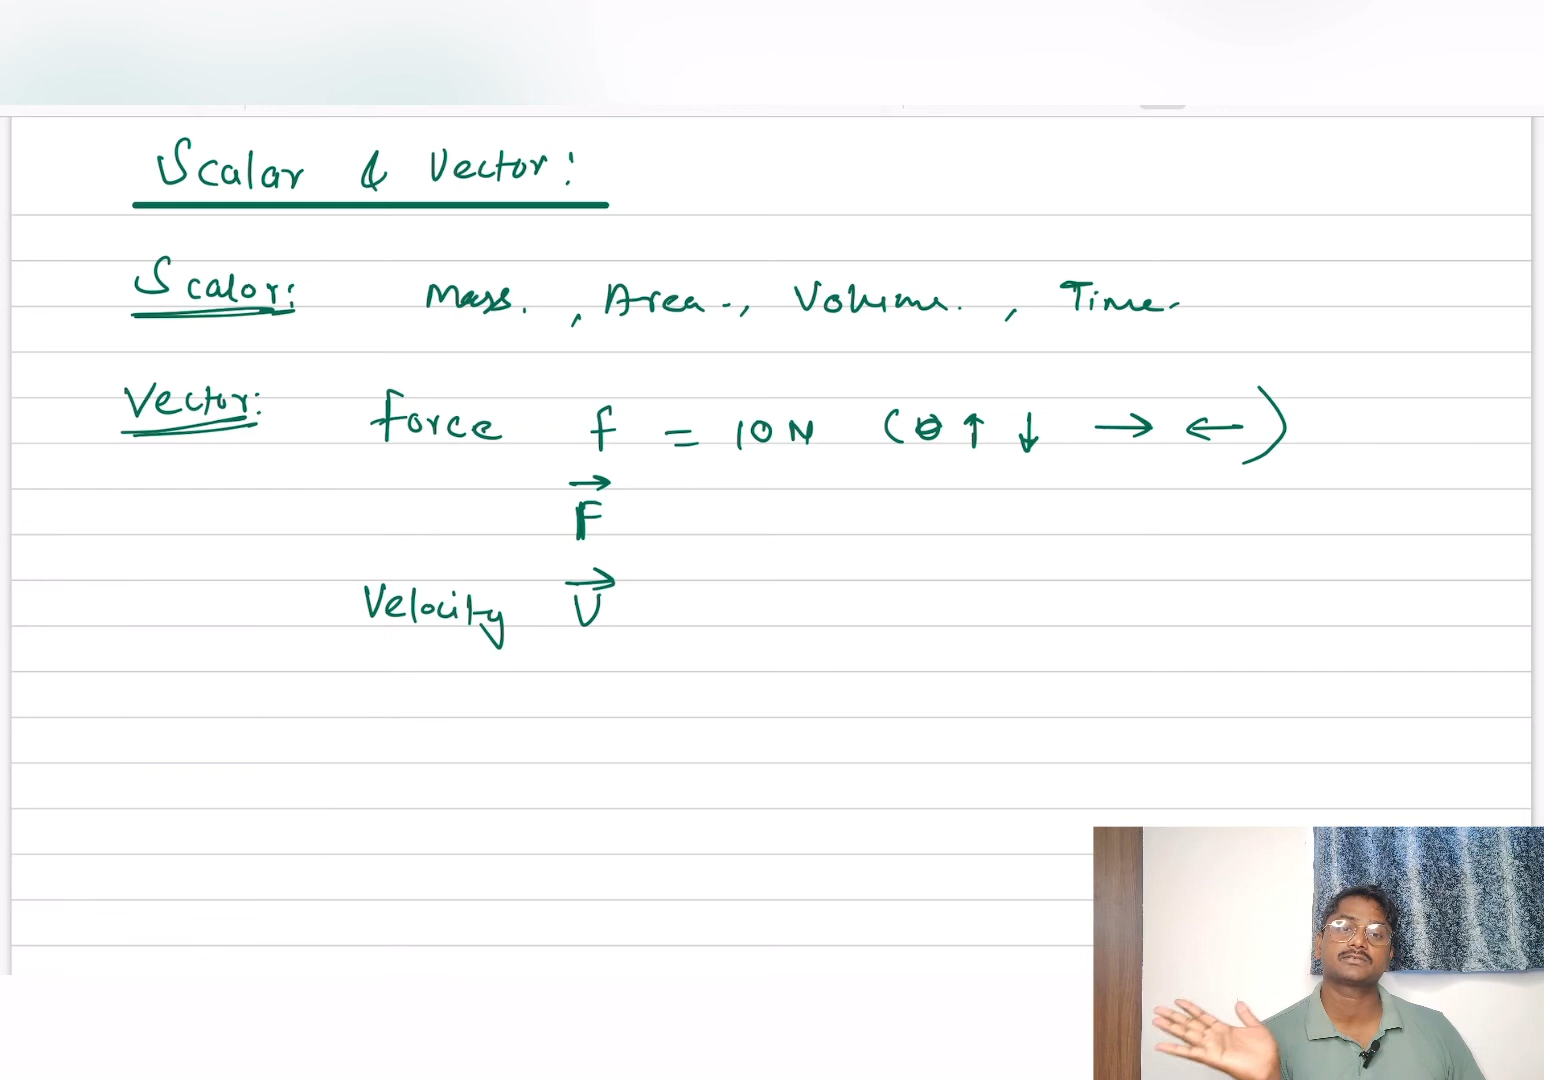 Scalar & Vector:
Scalar: Mass. , Area ., Volume. , Time.
Vector: Force f = 10 N (θ ↑ ↓ → ←)
→
F
Velocity →
V